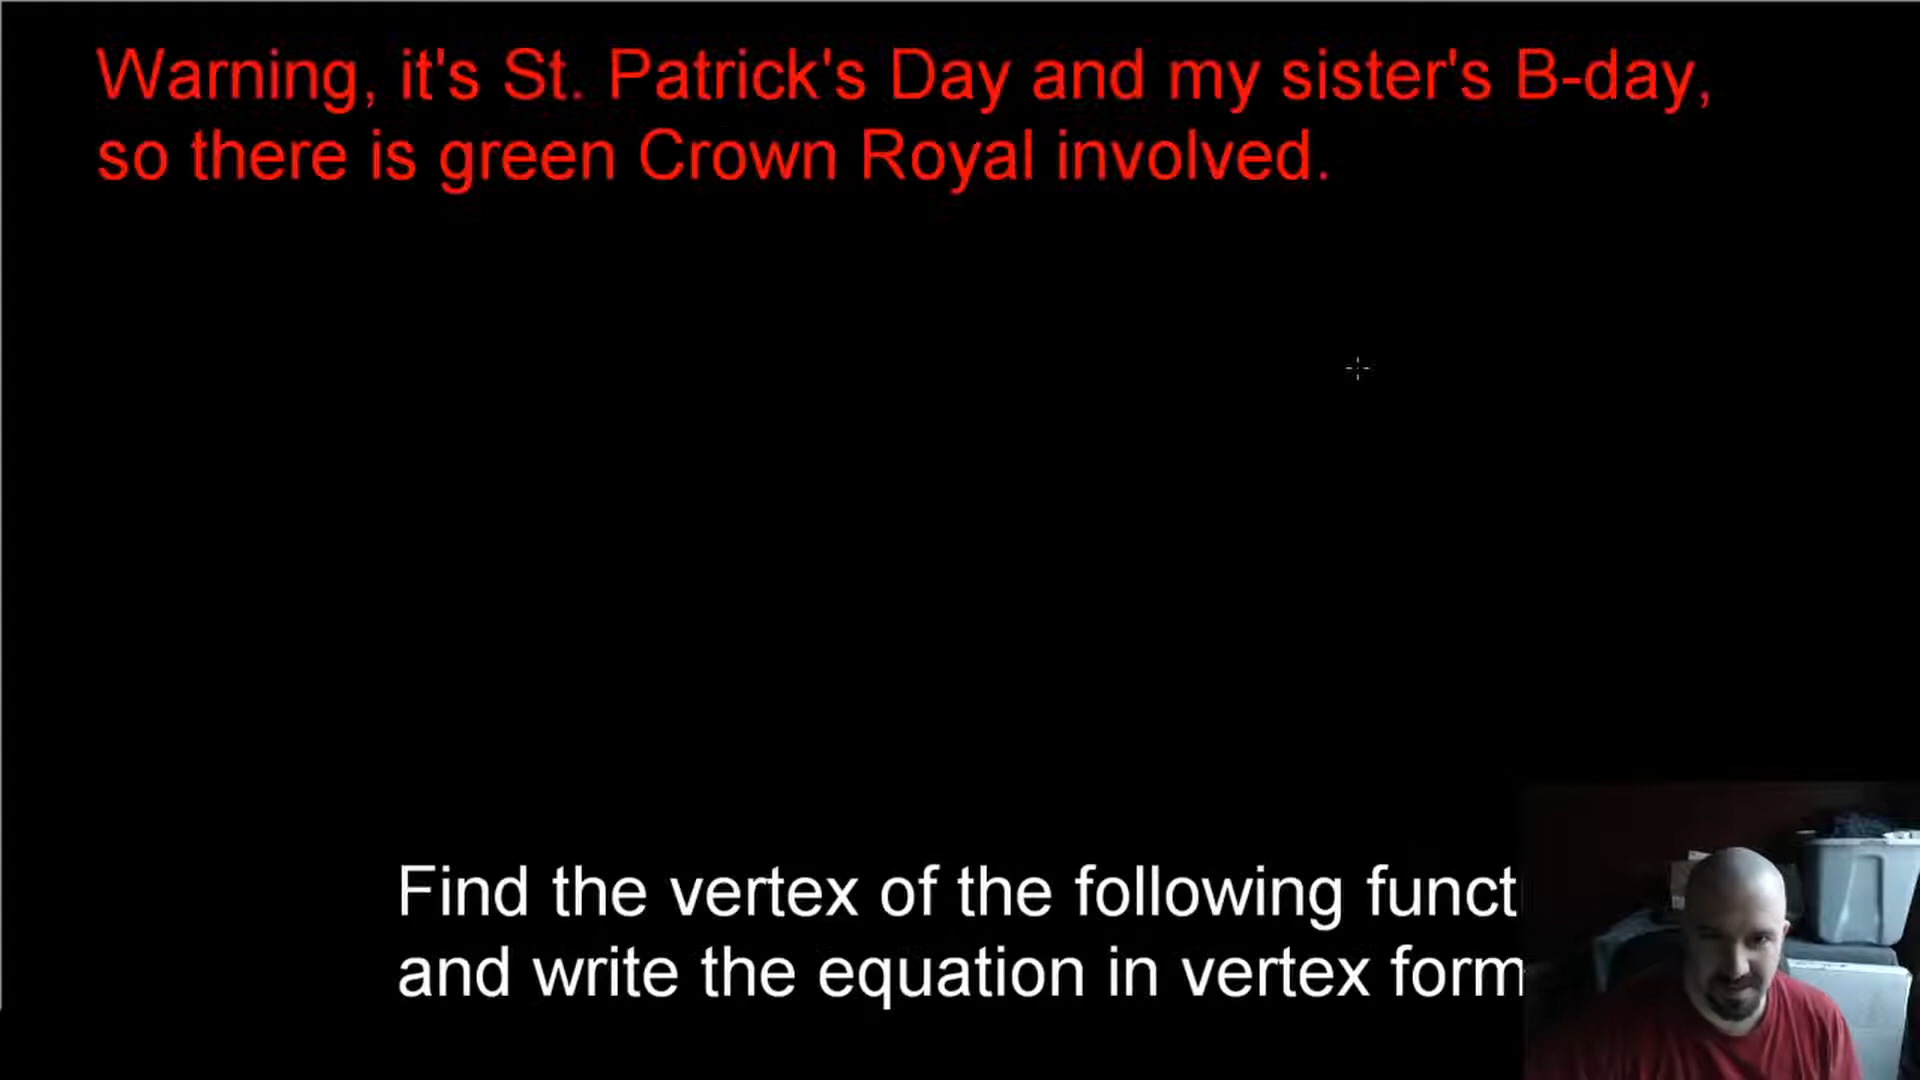 Warning, it's St. Patrick's Day and my sister's B-day,
so there is green Crown Royal involved.
Find the vertex of the following funct
and write the equation in vertex form